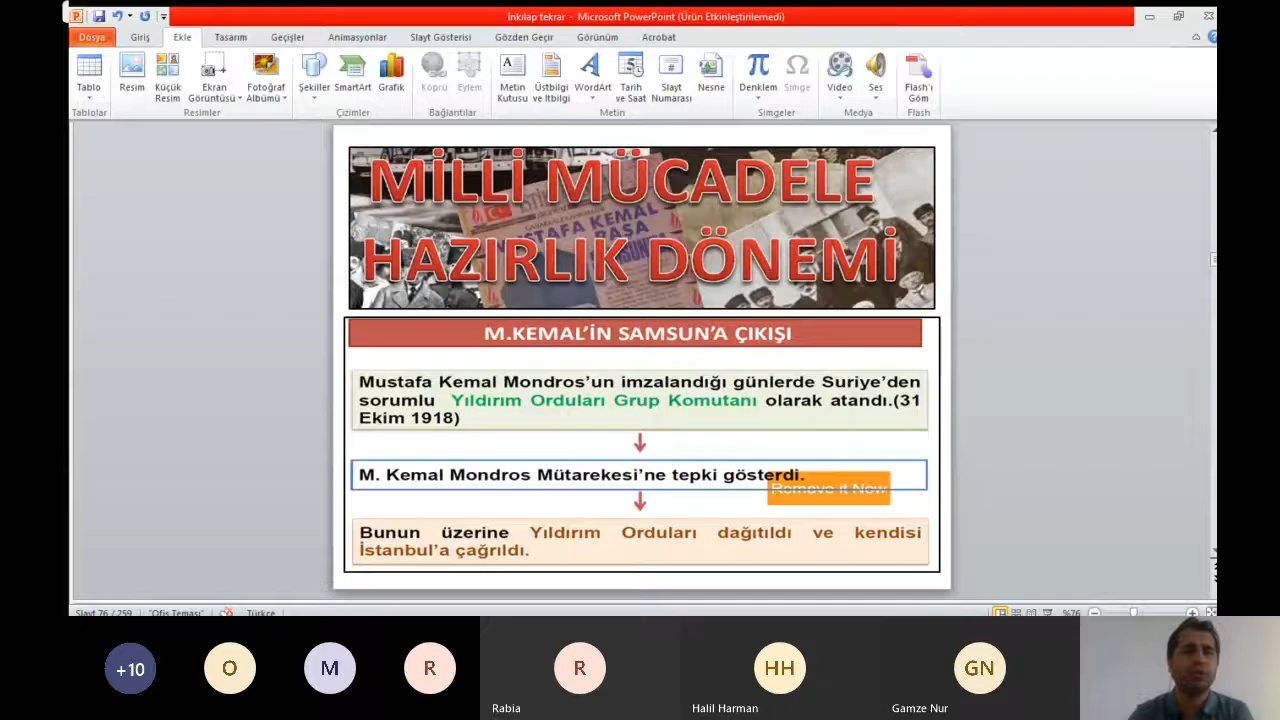 İnkılap tekrar - Microsoft PowerPoint (Ürün Etkinleştirilemedi)
Dosya Giriş Ekle Tasarım Geçişler Animasyonlar Slayt Gösterisi Gözden Geçir Görünüm Acrobat
Tablo Resim Küçük Resim Ekran Görüntüsü Fotoğraf Albümü Şekiller SmartArt Grafik Köprü Eylem Metin Kutusu Üstbilgi ve Altbilgi WordArt Tarih ve Saat Slayt Numarası Nesne Denklem Simge Video Ses Flash'ı Göm
Tablolar Resimler Çizimler Bağlantılar Metin Simgeler Medya Flash
MİLLİ MÜCADELE
HAZIRLIK DÖNEMİ
MUSTAFA KEMAL
PAŞA
M.KEMAL'İN SAMSUN'A ÇIKIŞI
Mustafa Kemal Mondros'un imzalandığı günlerde Suriye'den
sorumlu Yıldırım Orduları Grup Komutanı olarak atandı.(31
Ekim 1918)
M. Kemal Mondros Mütarekesi'ne tepki gösterdi.
Remove it Now
Bunun üzerine Yıldırım Orduları dağıtıldı ve kendisi
İstanbul'a çağrıldı.
Slayt 76 / 259 "Ofis Teması" Türkçe %76
+10 O M R R HH GN
Rabia Halil Harman Gamze Nur